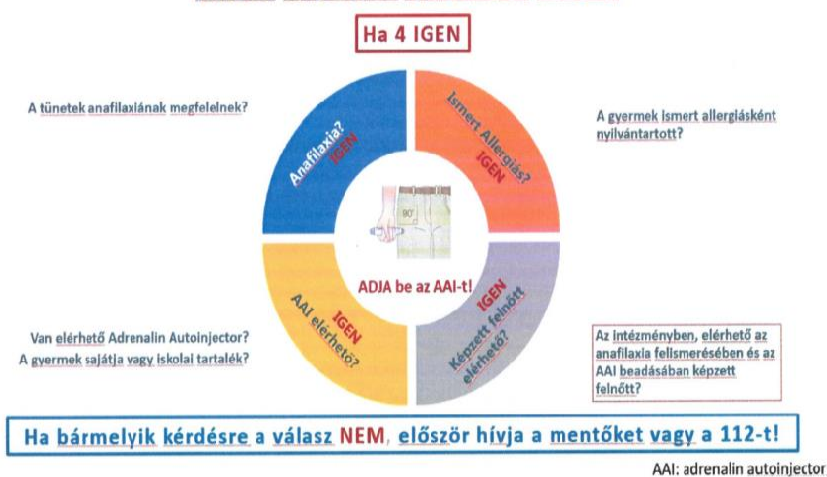 Ha 4 IGEN
A tünetek anafilaxiának megfelelnek?
A gyermek ismert allergiásként
nyilvántartott?
Anafilaxia?
IGEN
Ismert Allergiás?
IGEN
90°
ADJA be az AAI-t!
IGEN
AAI elérhető?
IGEN
Képzett felnőtt
elérhető?
Van elérhető Adrenalin Autoinjector?
A gyermek sajátja vagy iskolai tartalék?
Az intézményben, elérhető az
anafilaxia felismerésében és az
AAI beadásában képzett
felnőtt?
Ha bármelyik kérdésre a válasz NEM, először hívja a mentőket vagy a 112-t!
AAI: adrenalin autoinjector